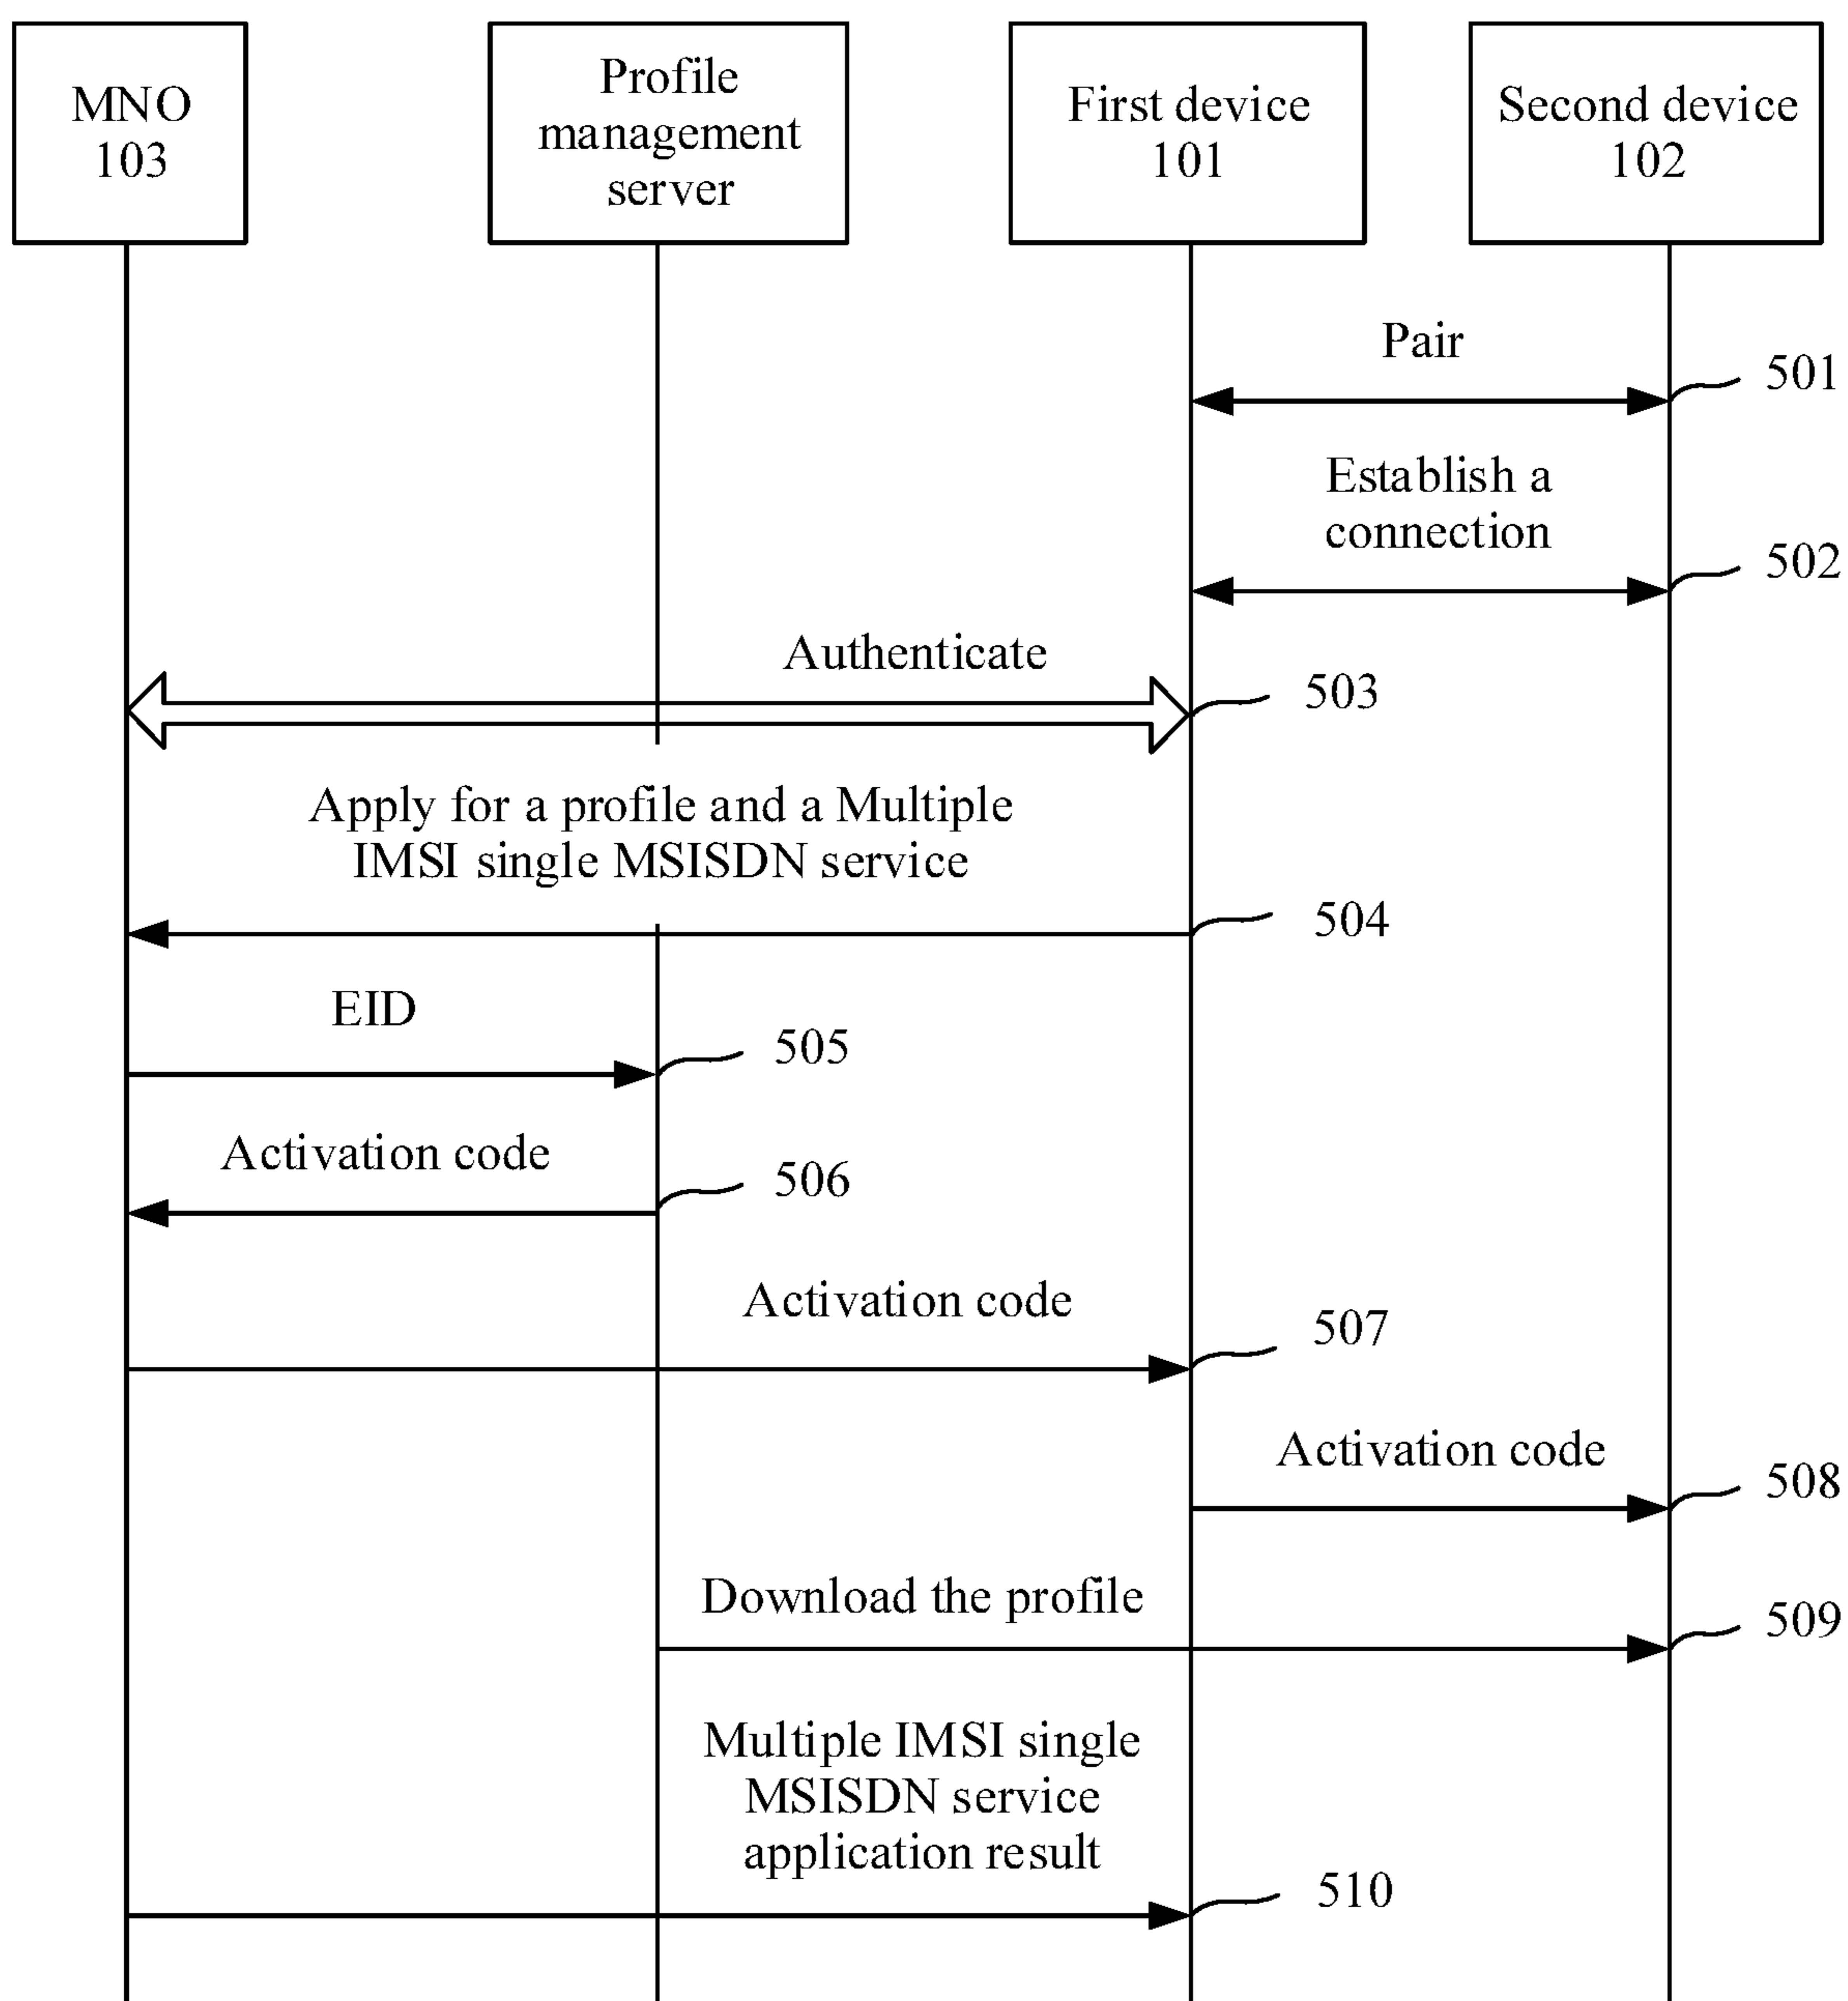 MNO
103
Profile
management
server
First device
101
Second device
102
Pair
501
Establish a
connection
502
Authenticate
503
Apply for a profile and a Multiple
IMSI single MSISDN service
504
EID
505
Activation code
506
Activation code
507
Activation code
508
Download the profile
509
Multiple IMSI single
MSISDN service
application result
510